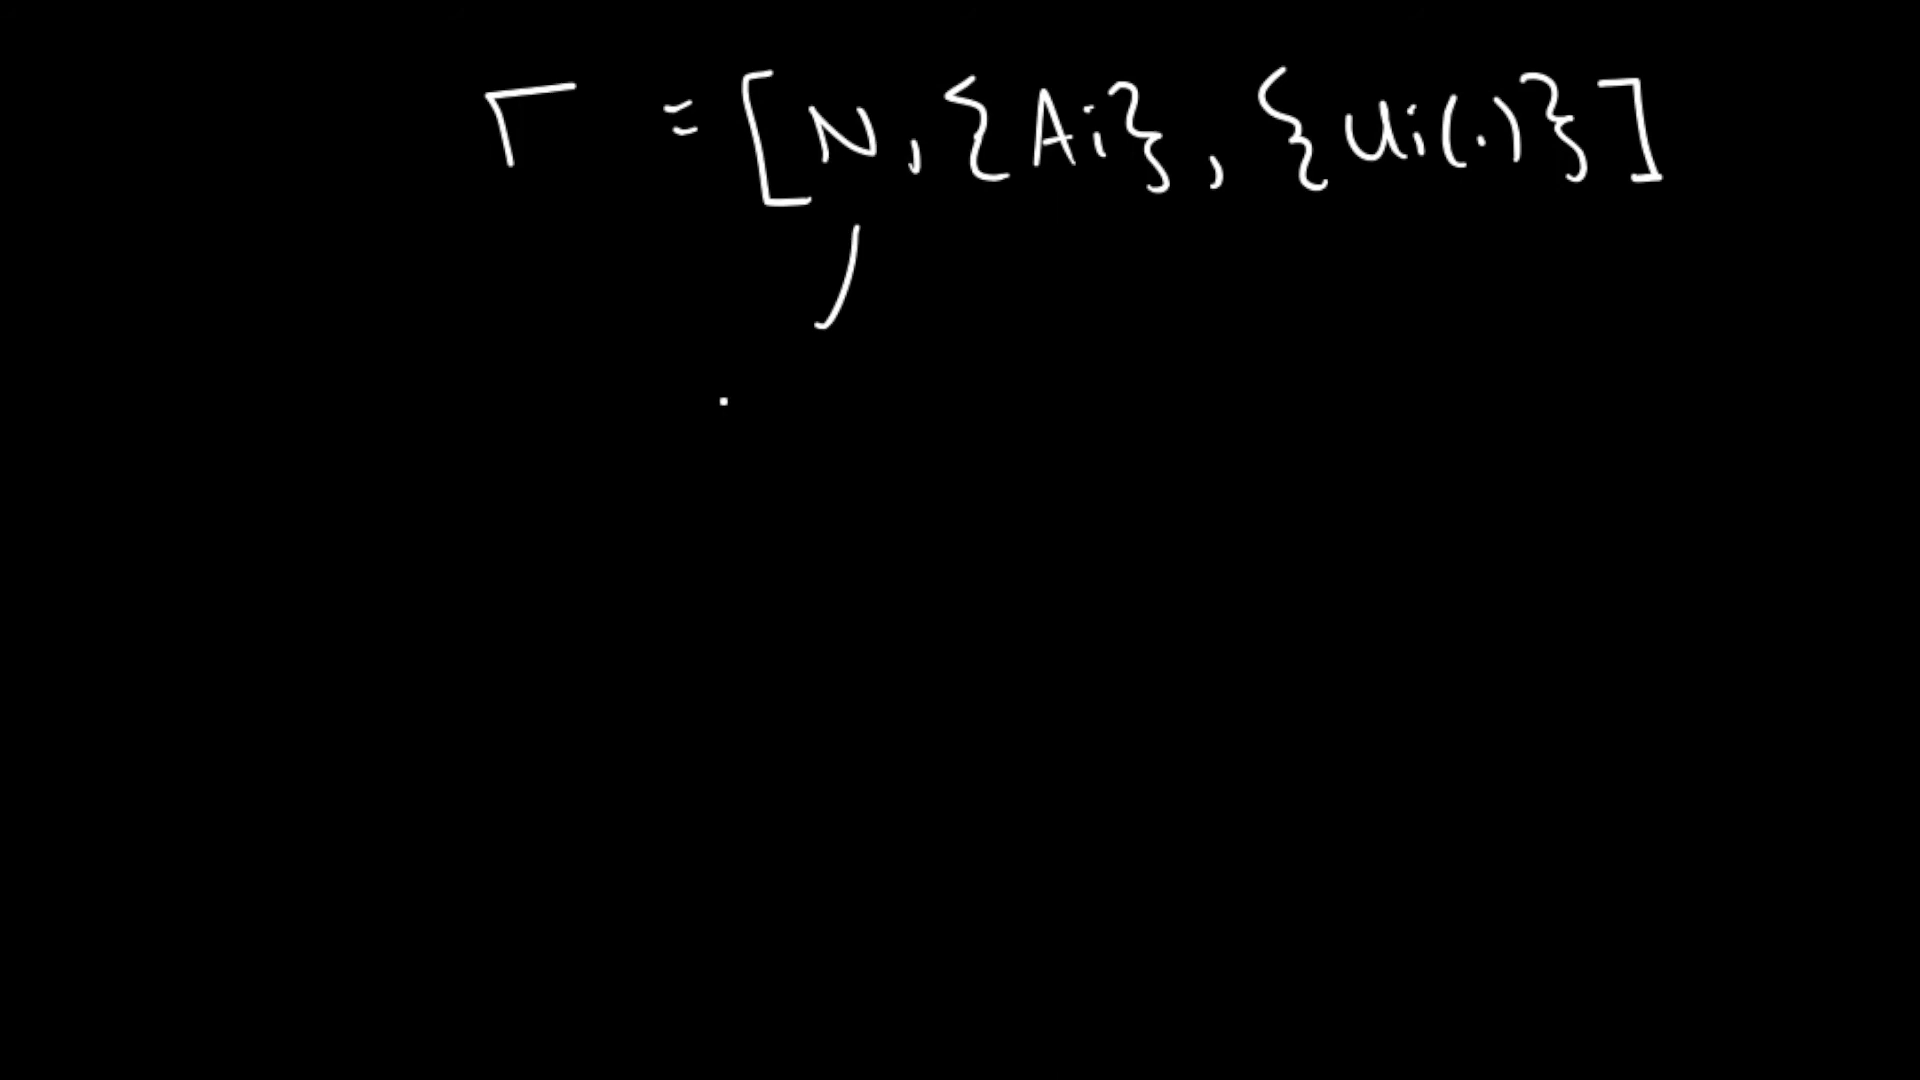 Γ = [N, {Ai}, {ui(.)}]